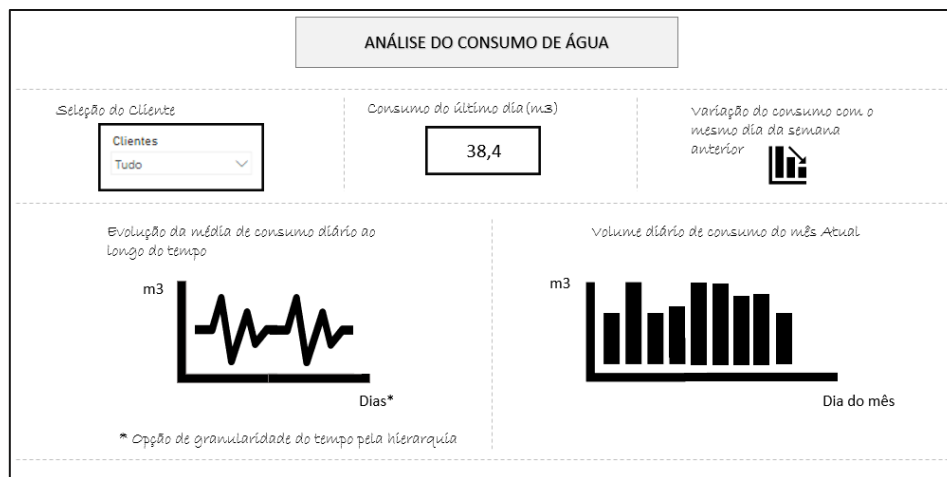 ANÁLISE DO CONSUMO DE ÁGUA
Seleção do Cliente
Clientes
Tudo
Consumo do último dia (m3)
38,4
Variação do consumo com o
mesmo dia da semana
anterior
Evolução da média de consumo diário ao
longo do tempo
m3
Dias*
* Opção de granularidade do tempo pela hierarquia
Volume diário de consumo do mês Atual
m3
Dia do mês